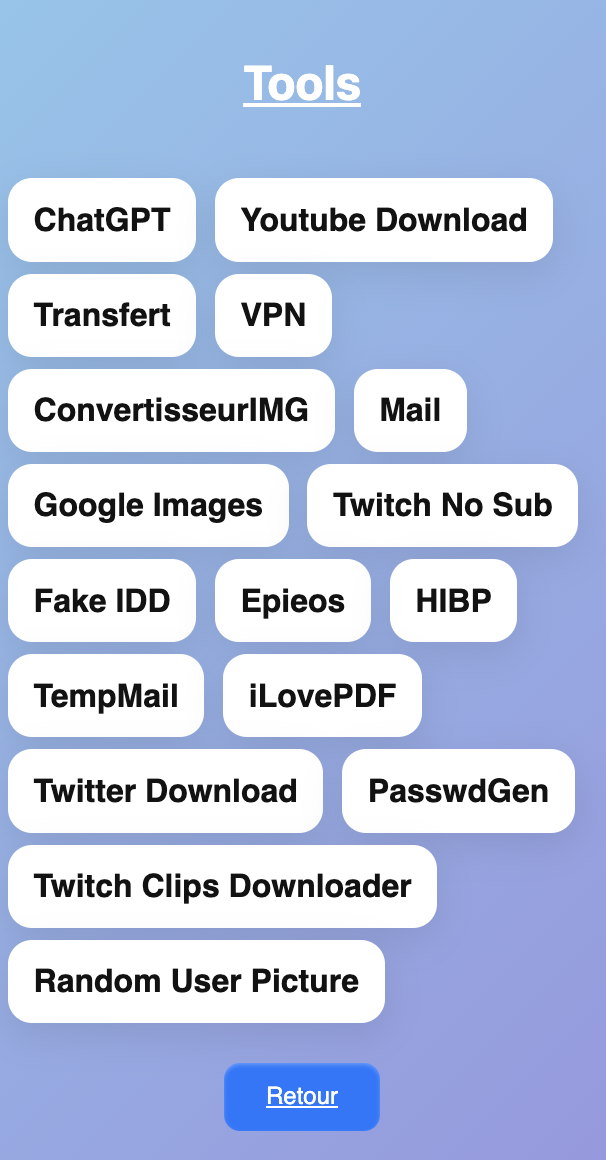 Tools
ChatGPT Youtube Download
Transfert VPN
ConvertisseurIMG Mail
Google Images Twitch No Sub
Fake IDD Epieos HIBP
TempMail iLovePDF
Twitter Download PasswdGen
Twitch Clips Downloader
Random User Picture
Retour